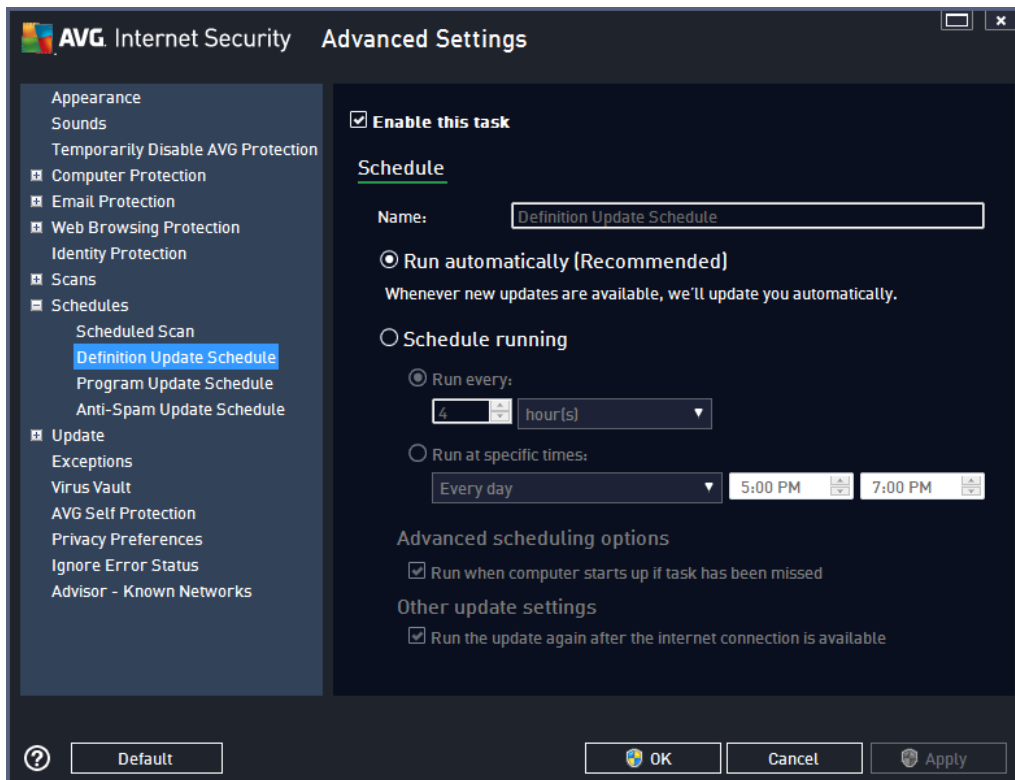 AVG. Internet Security Advanced Settings
Appearance
Sounds
Temporarily Disable AVG Protection
Computer Protection
Email Protection
Web Browsing Protection
Identity Protection
Scans
Schedules
Scheduled Scan
Definition Update Schedule
Program Update Schedule
Anti-Spam Update Schedule
Update
Exceptions
Virus Vault
AVG Self Protection
Privacy Preferences
Ignore Error Status
Advisor - Known Networks
Enable this task
Schedule
Name: Definition Update Schedule
Run automatically (Recommended)
Whenever new updates are available, we'll update you automatically.
Schedule running
Run every:
4 hour(s)
Run at specific times:
Every day 5:00 PM 7:00 PM
Advanced scheduling options
Run when computer starts up if task has been missed
Other update settings
Run the update again after the internet connection is available
? Default OK Cancel Apply